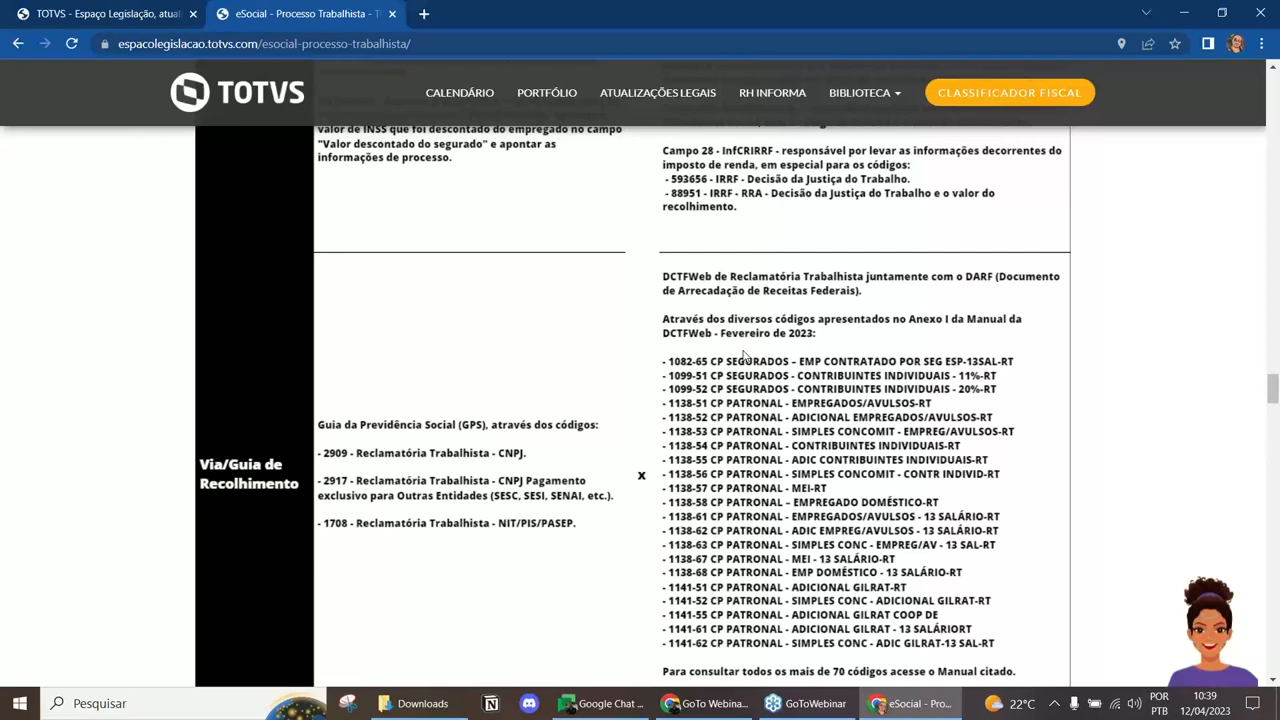 TOTVS Atual
eSocial - Processo Trabalhista - T
espacolegislacao.totvs.com/esocial-processo-trabalhista/
TOTVS
CALENDÁRIO
PORTFÓLIO
ATUALIZAÇÕES LEGAIS
RH INFORMA
BIBLIOTECA
CLASSIFICADOR FISCAL
valor de INSS que foi descontado do empregado no campo
"Valor descontado do segurado" e apontar as
informações de processo.
Campo 28 - InfCRIRRF - responsável por levar as informações decorrentes do
imposto de renda, em especial para os códigos:
- 593656 - IRRF - Decisão da Justiça do Trabalho.
- 88951 - IRRF - RRA - Decisão da Justiça do Trabalho e o valor do
recolhimento.
Via/Guia de
Recolhimento
Guia da Previdência Social (GPS), através dos códigos:
- 2909 - Reclamatória Trabalhista - CNPJ.
- 2917 - Reclamatória Trabalhista - CNPJ Pagamento
exclusivo para Outras Entidades (SESC, SESI, SENAI, etc.).
- 1708 - Reclamatória Trabalhista - NIT/PIS/PASEP.
x
DCTFWeb de Reclamatória Trabalhista juntamente com o DARF (Documento
de Arrecadação de Receitas Federais).
Através dos diversos códigos apresentados no Anexo I da Manual da
DCTFWeb - Fevereiro de 2023:
- 1082-65 CP SEGURADOS – EMP CONTRATADO POR SEG ESP-13SAL-RT
- 1099-51 CP SEGURADOS - CONTRIBUINTES INDIVIDUAIS - 11%-RT
- 1099-52 CP SEGURADOS - CONTRIBUINTES INDIVIDUAIS - 20%-RT
- 1138-51 CP PATRONAL - EMPREGADOS/AVULSOS-RT
- 1138-52 CP PATRONAL - ADICIONAL EMPREGADOS/AVULSOS-RT
- 1138-53 CP PATRONAL - SIMPLES CONCOMIT - EMPREG/AVULSOS-RT
- 1138-54 CP PATRONAL - CONTRIBUINTES INDIVIDUAIS-RT
- 1138-55 CP PATRONAL - ADIC CONTRIBUINTES INDIVIDUAIS-RT
- 1138-56 CP PATRONAL - SIMPLES CONCOMIT - CONTR INDIVID-RT
- 1138-57 CP PATRONAL - MEI-RT
- 1138-58 CP PATRONAL – EMPREGADO DOMÉSTICO-RT
- 1138-61 CP PATRONAL - EMPREGADOS/AVULSOS - 13 SALÁRIO-RT
- 1138-62 CP PATRONAL - ADIC EMPREG/AVULSOS - 13 SALÁRIO-RT
- 1138-63 CP PATRONAL - SIMPLES CONC - EMPREG/AV - 13 SAL-RT
- 1138-67 CP PATRONAL - MEI - 13 SALÁRIO-RT
- 1138-68 CP PATRONAL - EMP DOMÉSTICO - 13 SALÁRIO-RT
- 1141-51 CP PATRONAL - ADICIONAL GILRAT-RT
- 1141-52 CP PATRONAL - SIMPLES CONC - ADICIONAL GILRAT-RT
- 1141-55 CP PATRONAL - ADICIONAL GILRAT COOP DE
- 1141-61 CP PATRONAL - ADICIONAL GILRAT - 13 SALÁRIORT
- 1141-62 CP PATRONAL - SIMPLES CONC - ADIC GILRAT-13 SAL-RT
Para consultar todos os mais de 70 códigos acesse o Manual citado.
Pesquisar
Downloads
Google Chat ...
GoTo Webina...
GoToWebinar
eSocial - Pro...
22°C
POR
PTB
10:39
12/04/2023